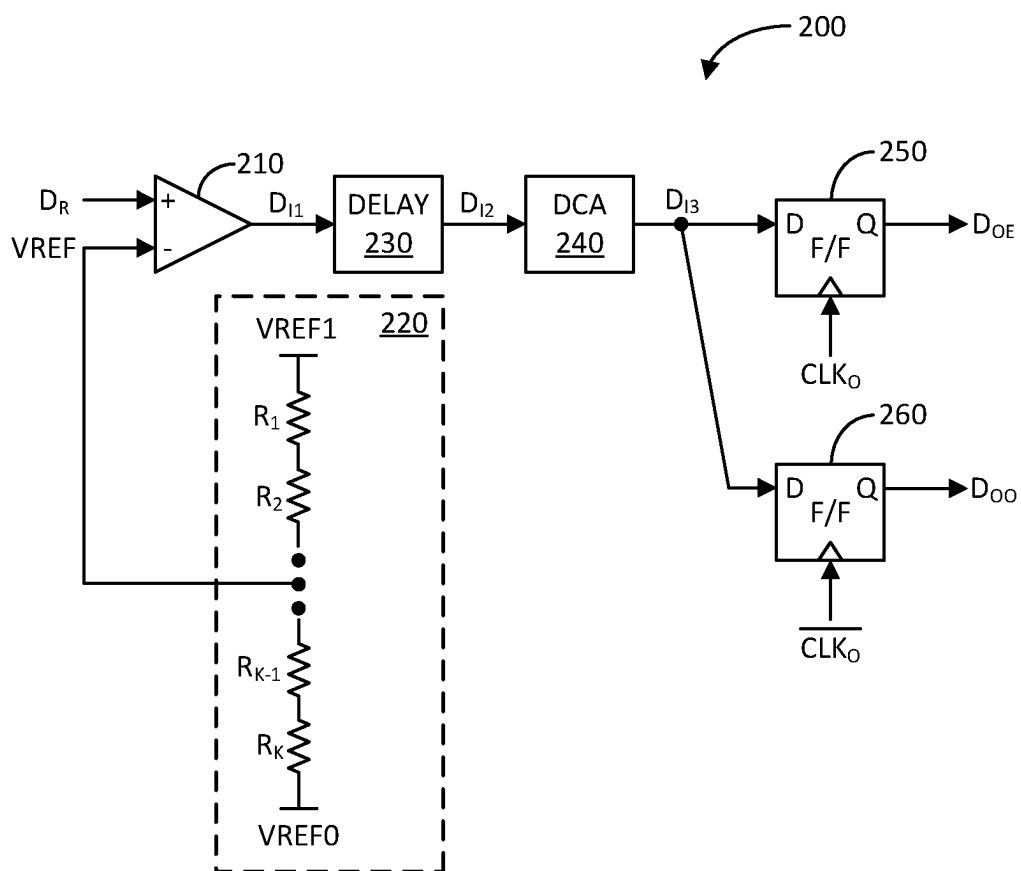 200
210
250
D_R
+
D_I1
DELAY
230
D_I2
DCA
240
D_I3
D
Q
F/F
D_OE
VREF
-
CLK_O
220
VREF1
R_1
R_2
260
D
Q
F/F
D_OO
C̅L̅K̅_̅O̅
R_K-1
R_K
VREF0